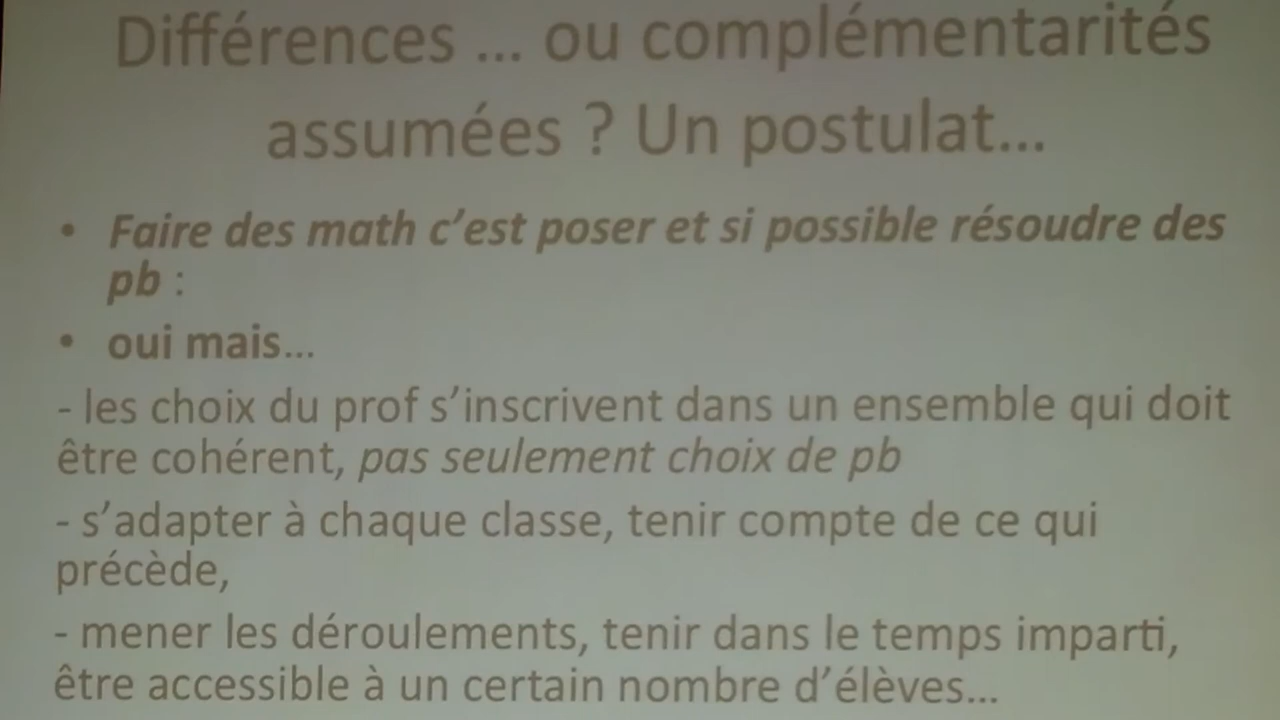 Différences ... ou complémentarités
assumées ? Un postulat...
• Faire des math c’est poser et si possible résoudre des
pb :
• oui mais...
- les choix du prof s’inscrivent dans un ensemble qui doit
être cohérent, pas seulement choix de pb
- s’adapter à chaque classe, tenir compte de ce qui
précède,
- mener les déroulements, tenir dans le temps imparti,
être accessible à un certain nombre d’élèves...